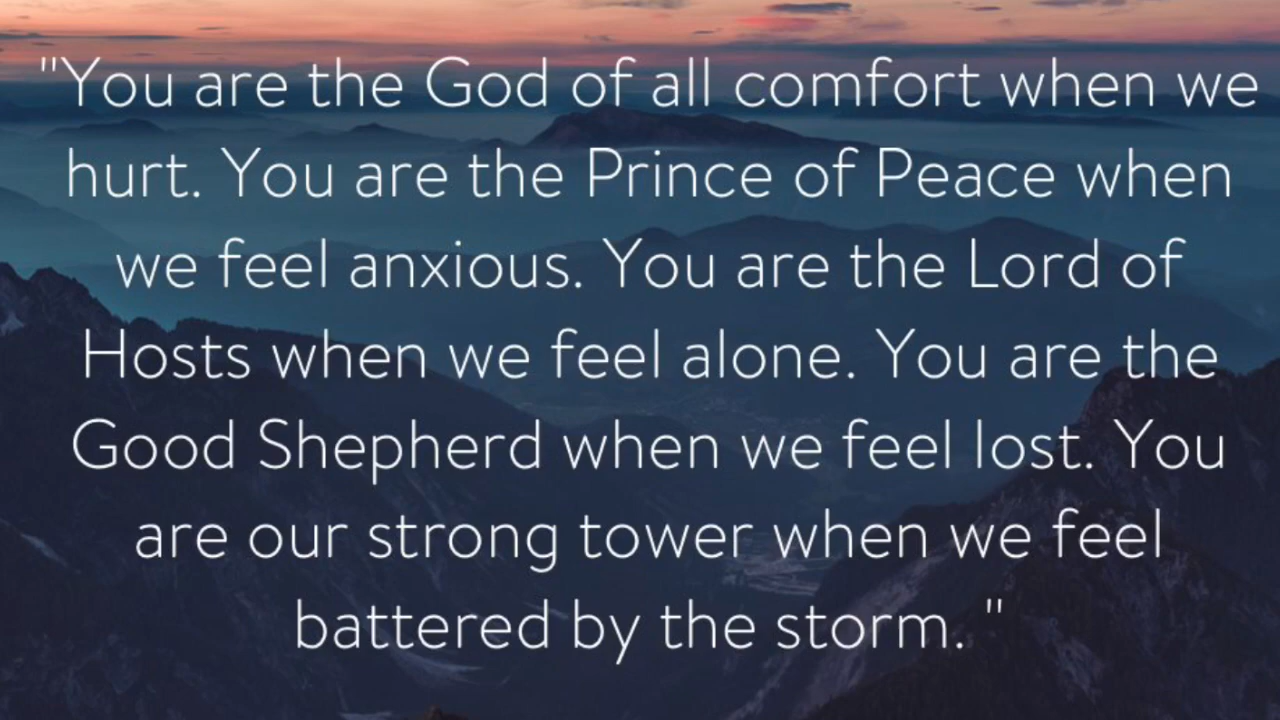 "You are the God of all comfort when we
hurt. You are the Prince of Peace when
we feel anxious. You are the Lord of
Hosts when we feel alone. You are the
Good Shepherd when we feel lost. You
are our strong tower when we feel
battered by the storm. "